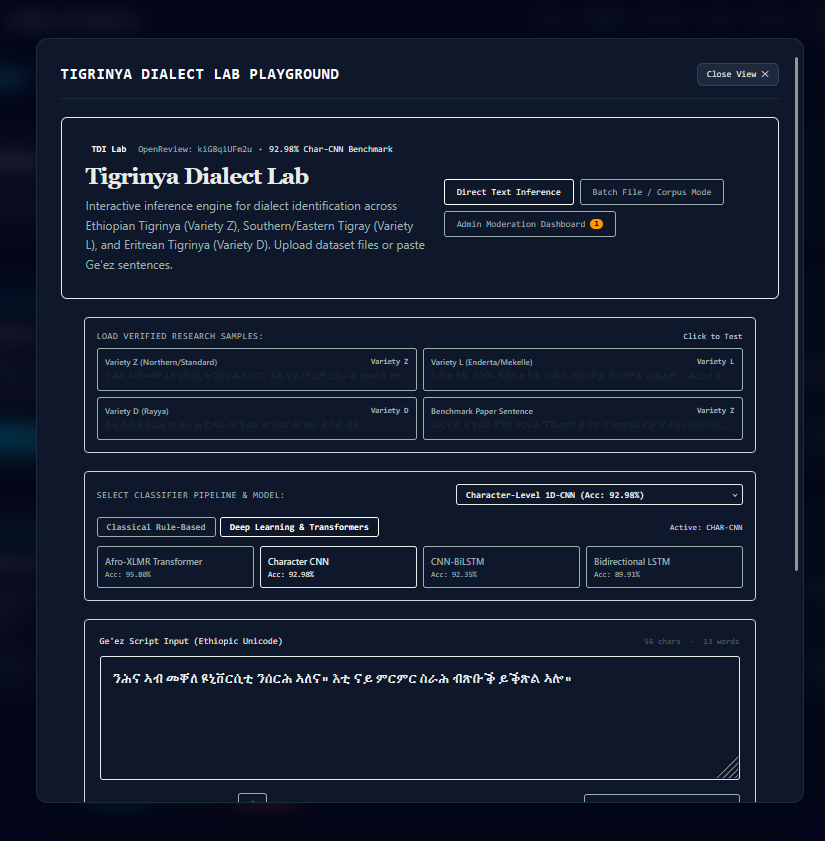 TIGRINYA DIALECT LAB PLAYGROUND
Close View ✕
TDI Lab OpenReview: kiG8qiUFm2u · 92.98% Char-CNN Benchmark
Tigrinya Dialect Lab
Interactive inference engine for dialect identification across
Ethiopian Tigrinya (Variety Z), Southern/Eastern Tigray (Variety
L), and Eritrean Tigrinya (Variety D). Upload dataset files or paste
Ge'ez sentences.
Direct Text Inference
Batch File / Corpus Mode
Admin Moderation Dashboard 1
LOAD VERIFIED RESEARCH SAMPLES:
Click to Test
Variety Z (Northern/Standard) Variety Z
Variety L (Enderta/Mekelle) Variety L
Variety D (Rayya) Variety D
Benchmark Paper Sentence Variety Z
SELECT CLASSIFIER PIPELINE & MODEL:
Character-Level 1D-CNN (Acc: 92.98%)
Classical Rule-Based
Deep Learning & Transformers
Active: CHAR-CNN
Afro-XLMR Transformer
Acc: 95.80%
Character CNN
Acc: 92.98%
CNN-BiLSTM
Acc: 92.35%
Bidirectional LSTM
Acc: 89.91%
Ge'ez Script Input (Ethiopic Unicode)
56 chars · 13 words
ንሕና ኣብ መቐለ ዩኒቨርሲቲ ንሰርሕ ኣለና። እቲ ናይ ምርምር ስራሕ ብጽቡቕ ይቕጽል ኣሎ።